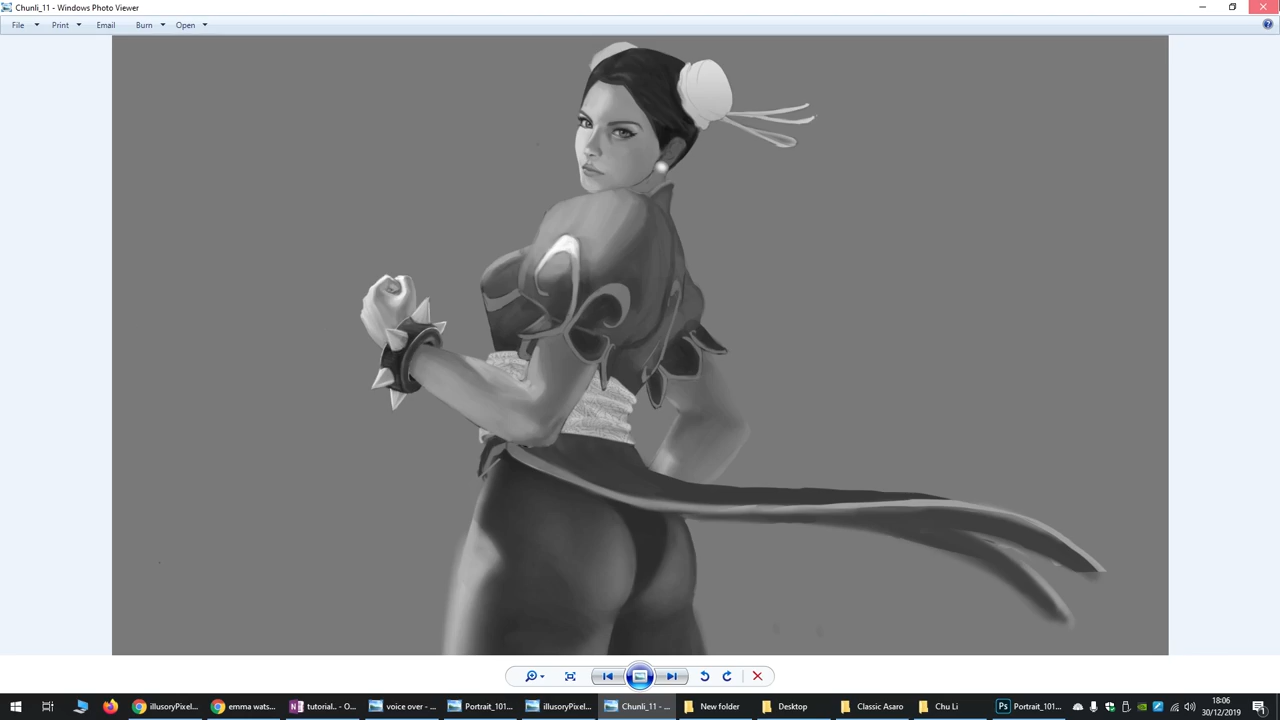 Chunli_11 - Windows Photo Viewer
File Print Email Burn Open
illusoryPixel... emma wats... tutorial.. - O... voice over - ... Portrait_101... illusoryPixel... Chunli_11 - ... New folder Desktop Classic Asaro Chu Li Portrait_101... 18:06
30/12/2019